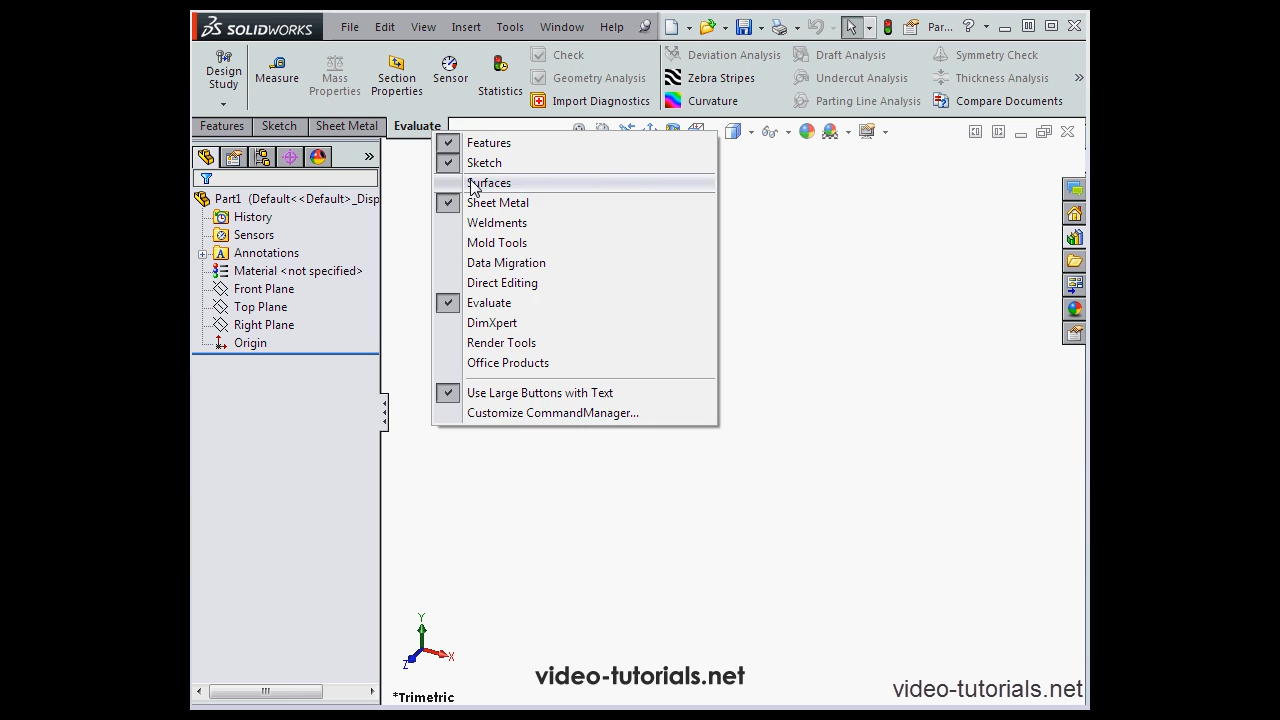 SOLIDWORKS File Edit View Insert Tools Window Help Par... ?
Design Study
Measure
Mass Properties
Section Properties
Sensor
Statistics
Check
Geometry Analysis
Import Diagnostics
Deviation Analysis
Zebra Stripes
Curvature
Draft Analysis
Undercut Analysis
Parting Line Analysis
Symmetry Check
Thickness Analysis
Compare Documents
Features Sketch Sheet Metal Evaluate
Part1 (Default<<Default>_Disp
History
Sensors
Annotations
Material <not specified>
Front Plane
Top Plane
Right Plane
Origin
Features
Sketch
Surfaces
Sheet Metal
Weldments
Mold Tools
Data Migration
Direct Editing
Evaluate
DimXpert
Render Tools
Office Products
Use Large Buttons with Text
Customize CommandManager...
Y
X
Z
*Trimetric
video-tutorials.net
video-tutorials.net